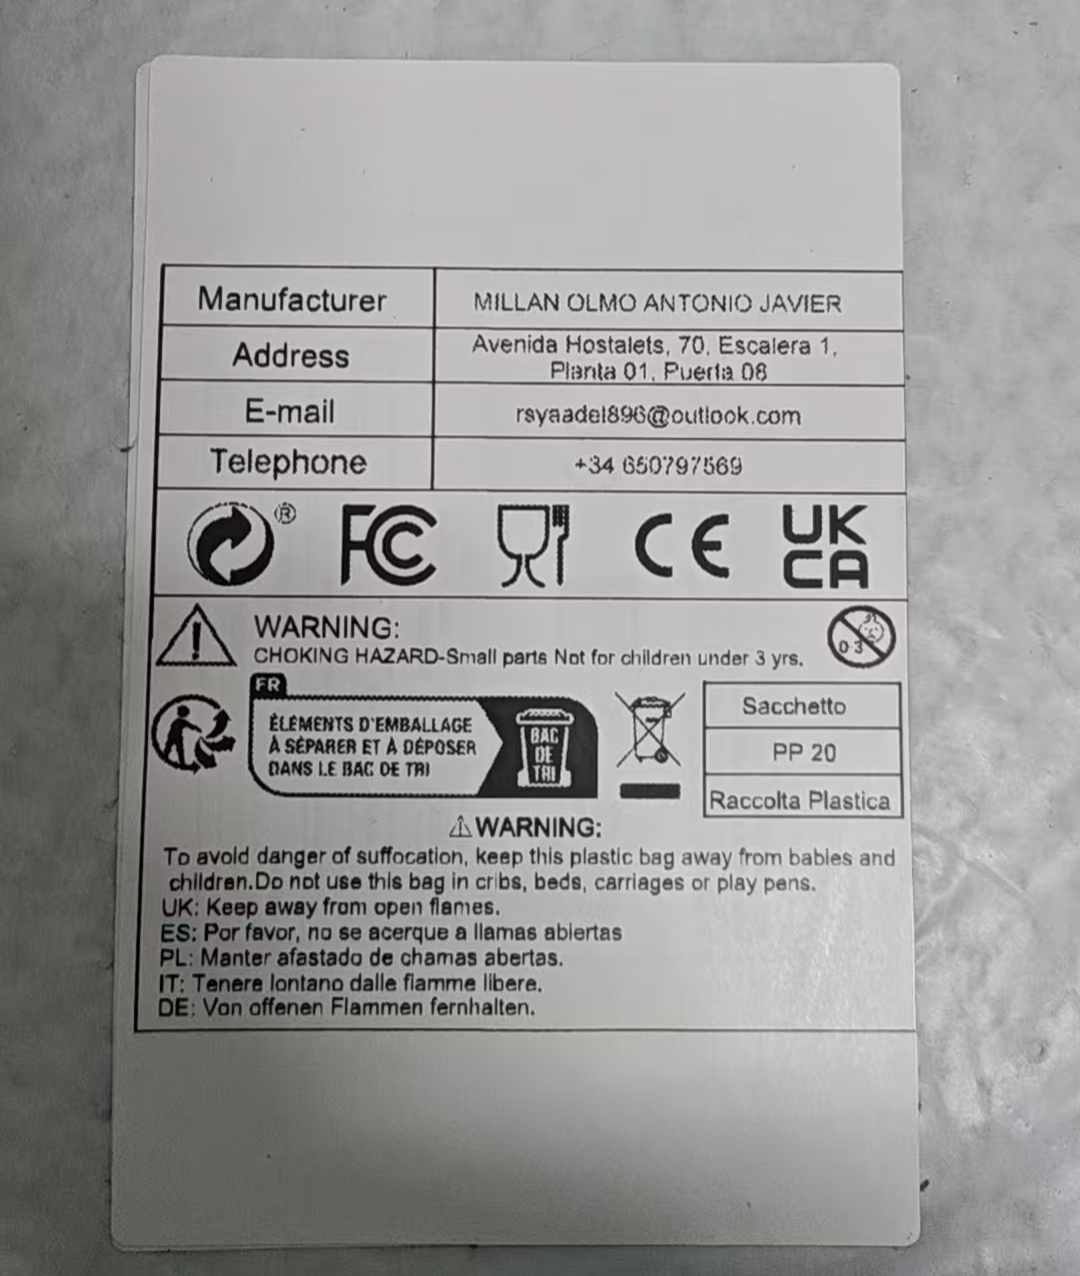 Manufacturer
MILLAN OLMO ANTONIO JAVIER
Address
Avenida Hostalets, 70, Escalera 1,
Planta 01, Puerta 08
E-mail
rsyaadel896@outlook.com
Telephone
+34 650797569
®
FC
CE
UK
CA
WARNING:
CHOKING HAZARD-Small parts Not for children under 3 yrs.
0-3
FR
ÉLÉMENTS D'EMBALLAGE
À SÉPARER ET À DÉPOSER
DANS LE BAC DE TRI
BAC
DE
TRI
Sacchetto
PP 20
Raccolta Plastica
⚠WARNING:
To avoid danger of suffocation, keep this plastic bag away from babies and
children.Do not use this bag in cribs, beds, carriages or play pens.
UK: Keep away from open flames.
ES: Por favor, no se acerque a llamas abiertas
PL: Manter afastado de chamas abertas.
IT: Tenere lontano dalle flamme libere.
DE: Von offenen Flammen fernhalten.